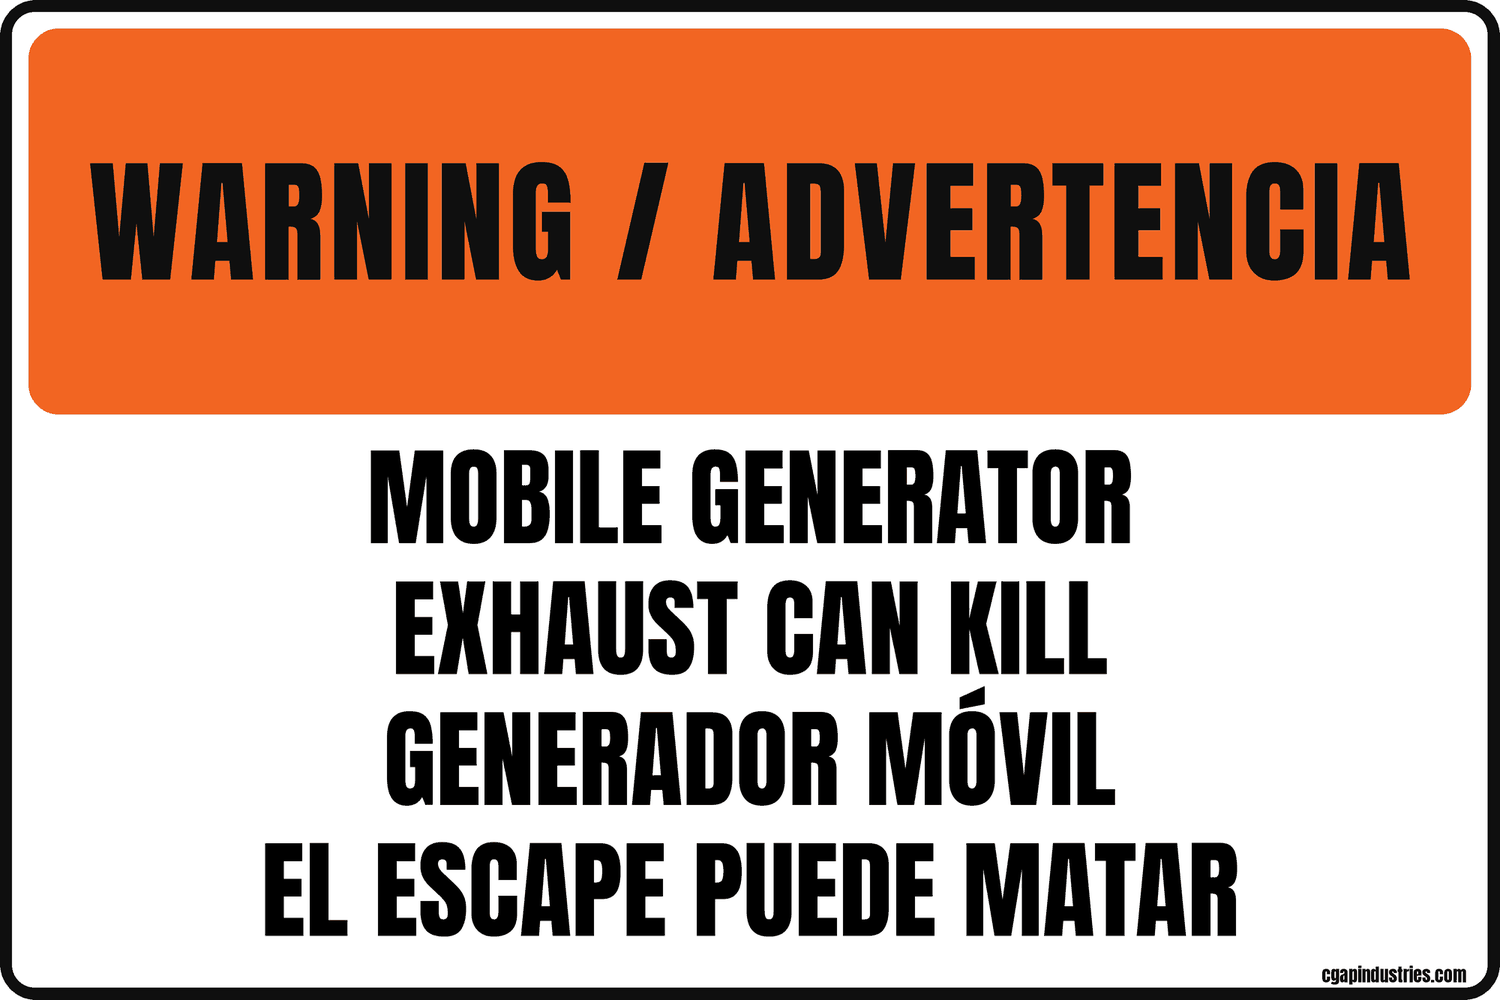 WARNING / ADVERTENCIA
MOBILE GENERATOR
EXHAUST CAN KILL
GENERADOR MÓVIL
EL ESCAPE PUEDE MATAR
cgapindustries.com